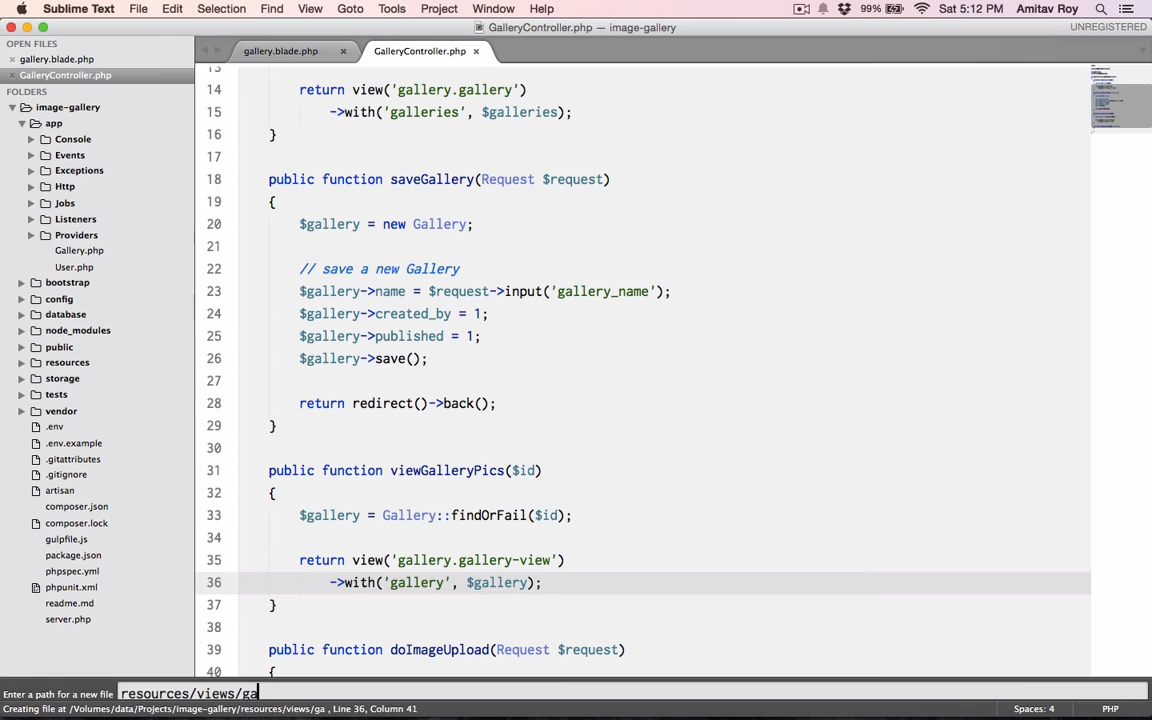 Sublime Text File Edit Selection Find View Goto Tools Project Window Help 99% Sat 5:12 PM Amitav Roy
GalleryController.php — image-gallery UNREGISTERED
OPEN FILES
gallery.blade.php
GalleryController.php
FOLDERS
image-gallery
app
Console
Events
Exceptions
Http
Jobs
Listeners
Providers
Gallery.php
User.php
bootstrap
config
database
node_modules
public
resources
storage
tests
vendor
.env
.env.example
.gitattributes
.gitignore
artisan
composer.json
composer.lock
gulpfile.js
package.json
phpspec.yml
phpunit.xml
readme.md
server.php
gallery.blade.php × GalleryController.php ×
13
14 return view('gallery.gallery')
15 ->with('galleries', $galleries);
16 }
17
18 public function saveGallery(Request $request)
19 {
20 $gallery = new Gallery;
21
22 // save a new Gallery
23 $gallery->name = $request->input('gallery_name');
24 $gallery->created_by = 1;
25 $gallery->published = 1;
26 $gallery->save();
27
28 return redirect()->back();
29 }
30
31 public function viewGalleryPics($id)
32 {
33 $gallery = Gallery::findOrFail($id);
34
35 return view('gallery.gallery-view')
36 ->with('gallery', $gallery);
37 }
38
39 public function doImageUpload(Request $request)
40 {
Enter a path for a new file resources/views/ga
Creating file at /Volumes/data/Projects/image-gallery/resources/views/ga , Line 36, Column 41 Spaces: 4 PHP